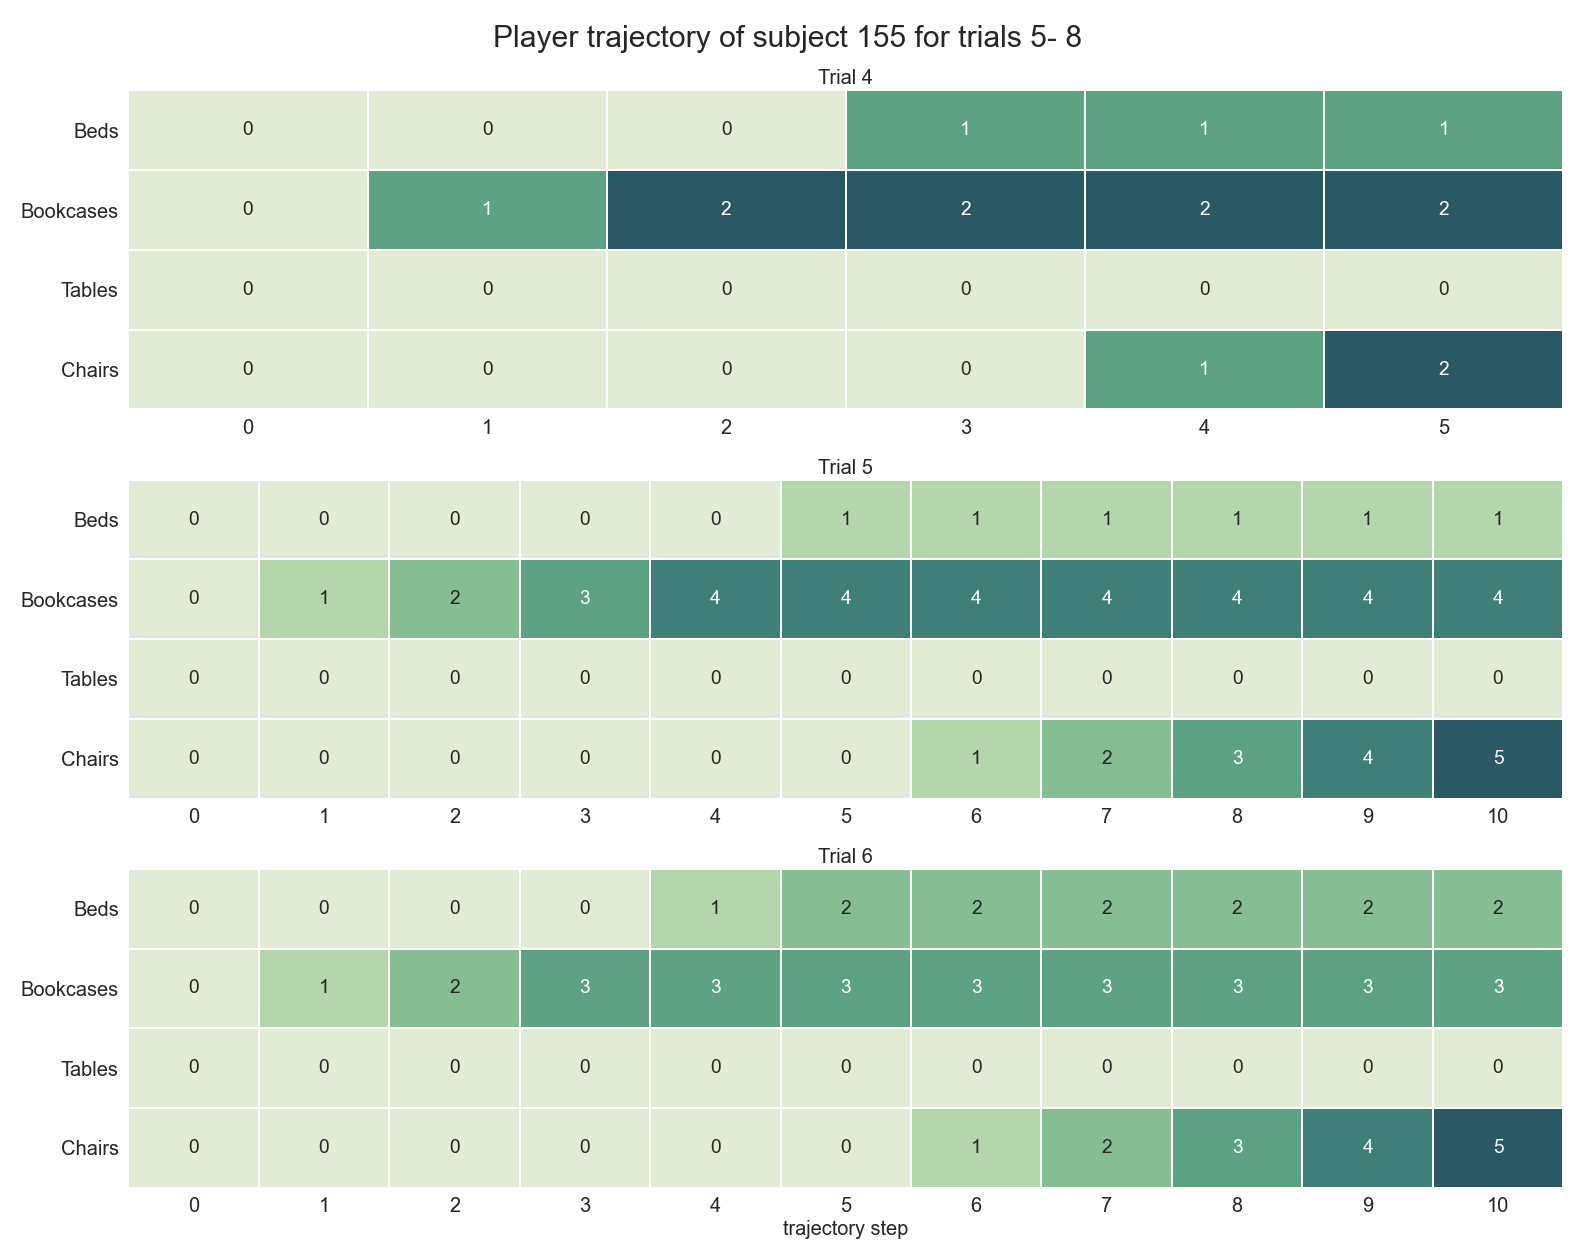 Player trajectory of subject 155 for trials 5- 8
Trial 4
Beds 0 0 0 1 1 1
Bookcases 0 1 2 2 2 2
Tables 0 0 0 0 0 0
Chairs 0 0 0 0 1 2
0 1 2 3 4 5
Trial 5
Beds 0 0 0 0 0 1 1 1 1 1 1
Bookcases 0 1 2 3 4 4 4 4 4 4 4
Tables 0 0 0 0 0 0 0 0 0 0 0
Chairs 0 0 0 0 0 0 1 2 3 4 5
0 1 2 3 4 5 6 7 8 9 10
Trial 6
Beds 0 0 0 0 1 2 2 2 2 2 2
Bookcases 0 1 2 3 3 3 3 3 3 3 3
Tables 0 0 0 0 0 0 0 0 0 0 0
Chairs 0 0 0 0 0 0 1 2 3 4 5
0 1 2 3 4 5 6 7 8 9 10
trajectory step